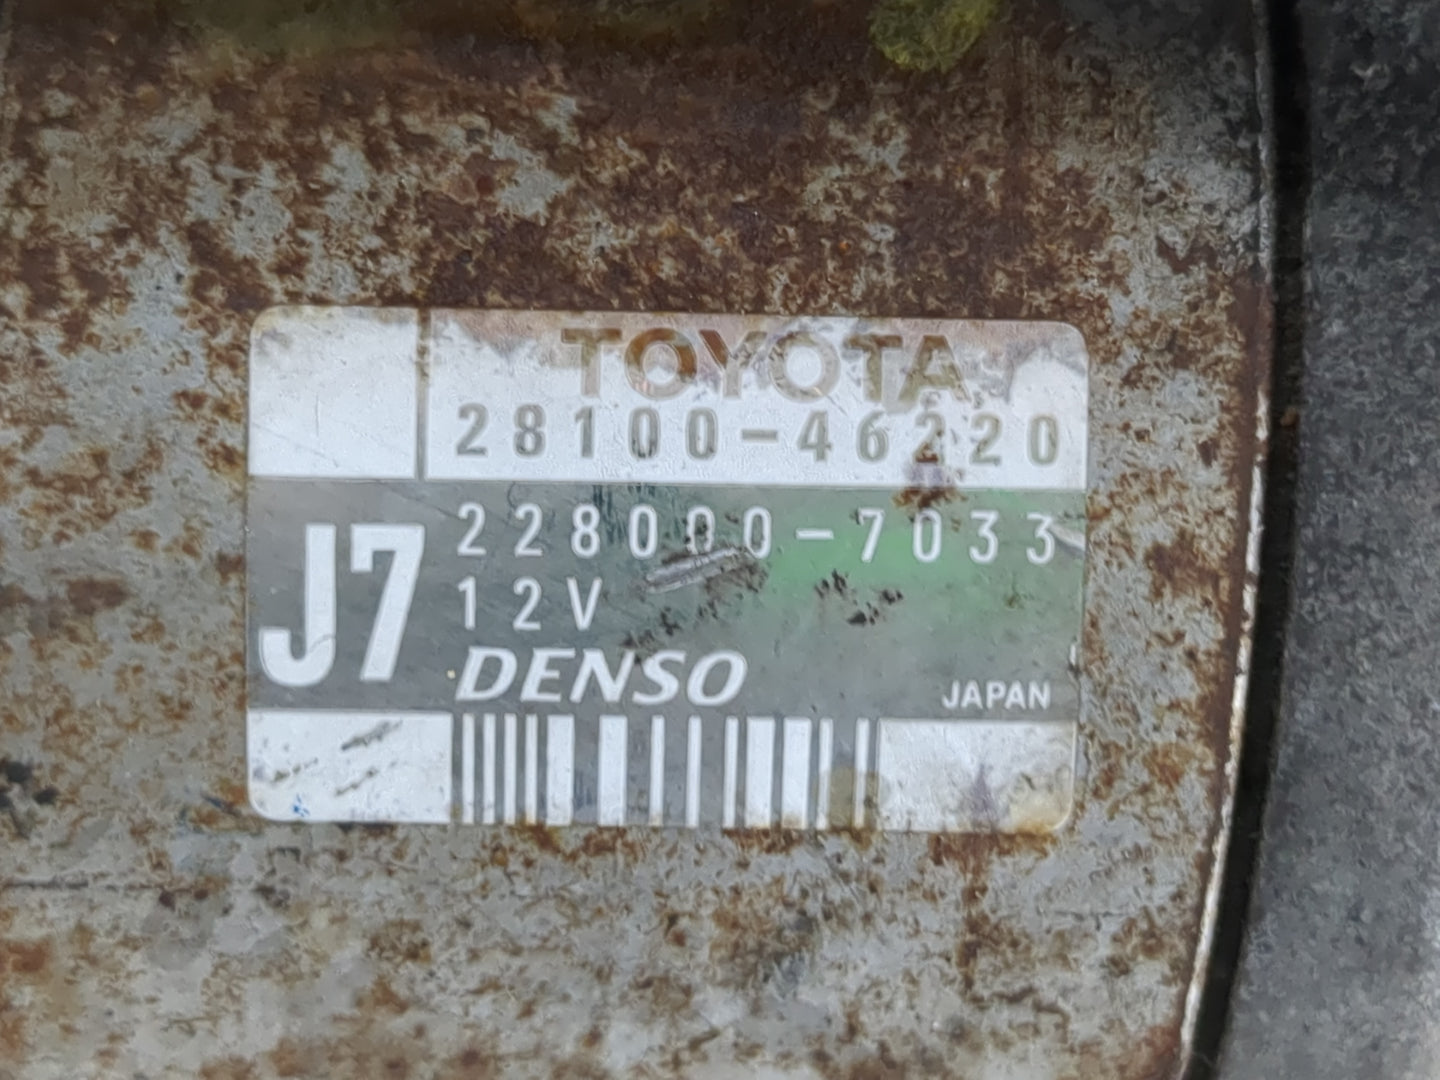 TOYOTA
28100-46220
J7
228000-7033
12V
DENSO
JAPAN